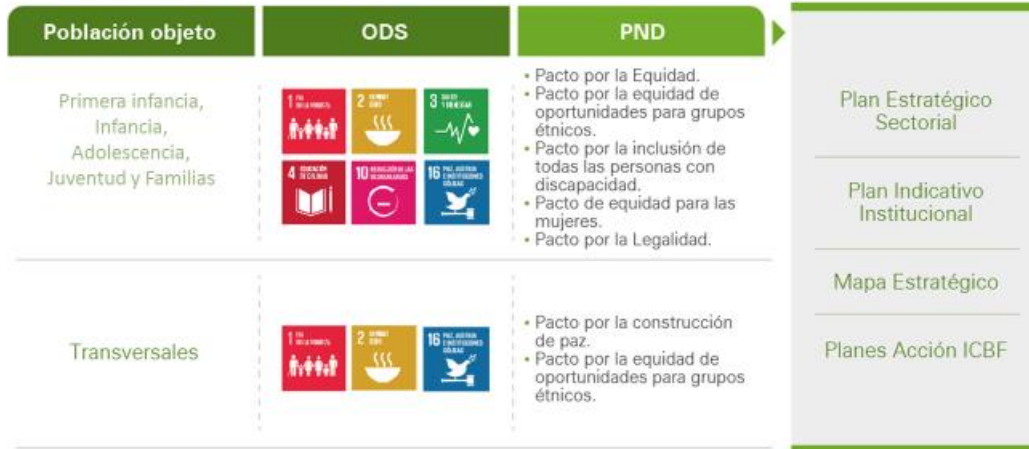 Población objeto
ODS
PND
Primera infancia,
Infancia,
Adolescencia,
Juventud y Familias
1
2
3
4
10
16
• Pacto por la Equidad.
• Pacto por la equidad de
oportunidades para grupos
étnicos.
• Pacto por la inclusión de
todas las personas con
discapacidad.
• Pacto de equidad para las
mujeres.
• Pacto por la Legalidad.
Transversales
1
2
16
• Pacto por la construcción
de paz.
• Pacto por la equidad de
oportunidades para grupos
étnicos.
Plan Estratégico
Sectorial
Plan Indicativo
Institucional
Mapa Estratégico
Planes Acción ICBF